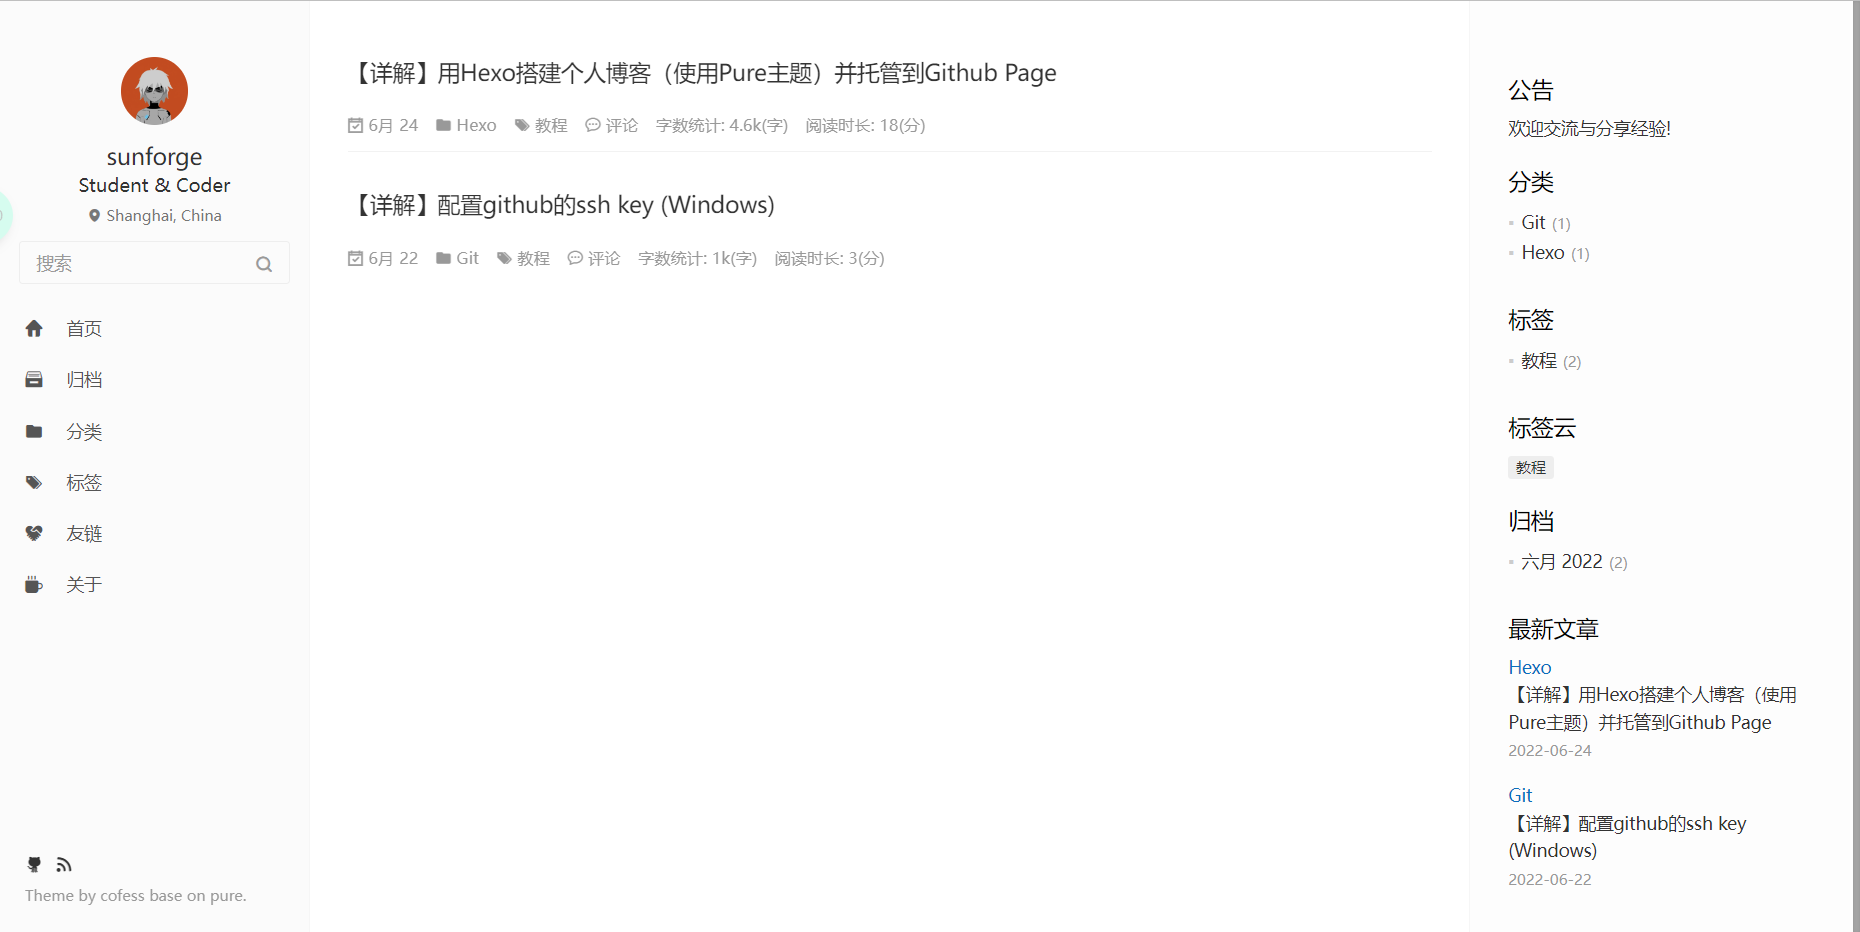 sunforge
Student & Coder
Shanghai, China
搜索
首页
归档
分类
标签
友链
关于
Theme by cofess base on pure.
【详解】用Hexo搭建个人博客（使用Pure主题）并托管到Github Page
6月 24 Hexo 教程 评论 字数统计: 4.6k(字) 阅读时长: 18(分)
【详解】配置github的ssh key (Windows)
6月 22 Git 教程 评论 字数统计: 1k(字) 阅读时长: 3(分)
公告
欢迎交流与分享经验!
分类
Git (1)
Hexo (1)
标签
教程 (2)
标签云
教程
归档
六月 2022 (2)
最新文章
Hexo
【详解】用Hexo搭建个人博客（使用
Pure主题）并托管到Github Page
2022-06-24
Git
【详解】配置github的ssh key
(Windows)
2022-06-22